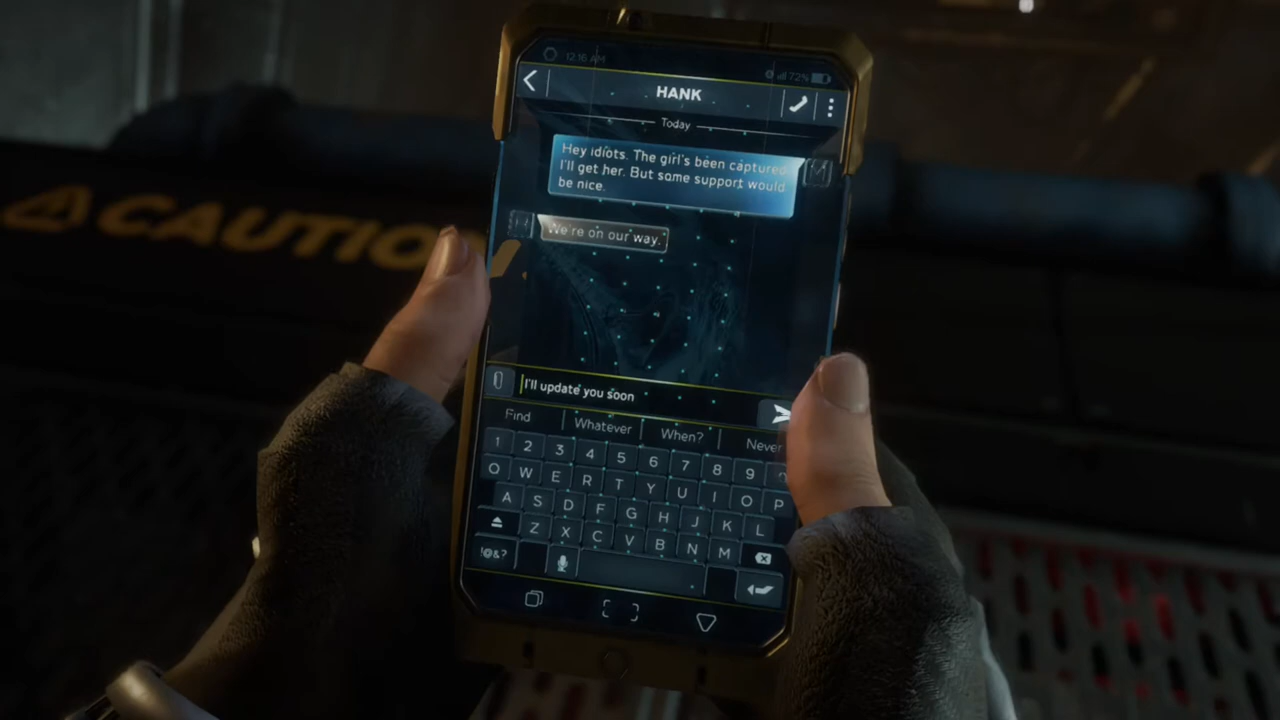 12:16 AM
72%
HANK
Today
Hey idiots. The girl's been captured.
I'll get her. But some support would
be nice.
We're on our way.
CAUTION
I'll update you soon
Find Whatever When? Never
1 2 3 4 5 6 7 8 9
Q W E R T Y U I O P
A S D F G H J K L
Z X C V B N M
!@&? .